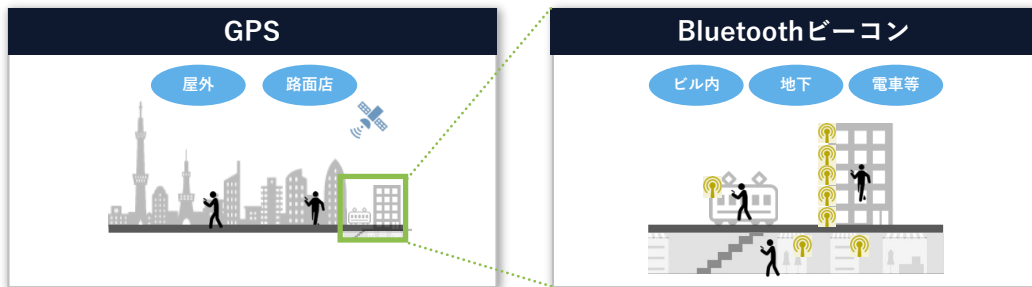 GPS
屋外
路面店
Bluetoothビーコン
ビル内
地下
電車等